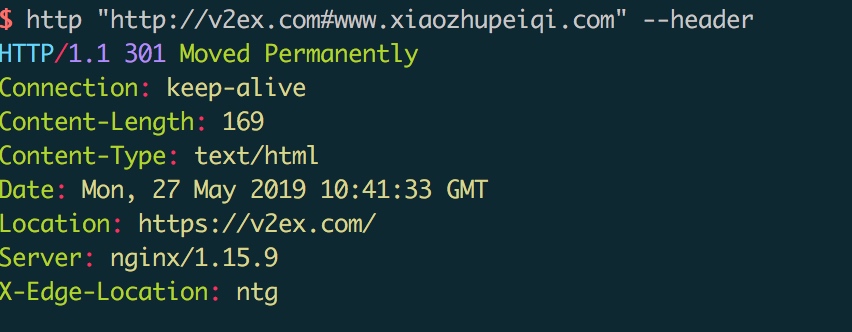 $ http "http://v2ex.com#www.xiaozhupeiqi.com" --header
HTTP/1.1 301 Moved Permanently
Connection: keep-alive
Content-Length: 169
Content-Type: text/html
Date: Mon, 27 May 2019 10:41:33 GMT
Location: https://v2ex.com/
Server: nginx/1.15.9
X-Edge-Location: ntg